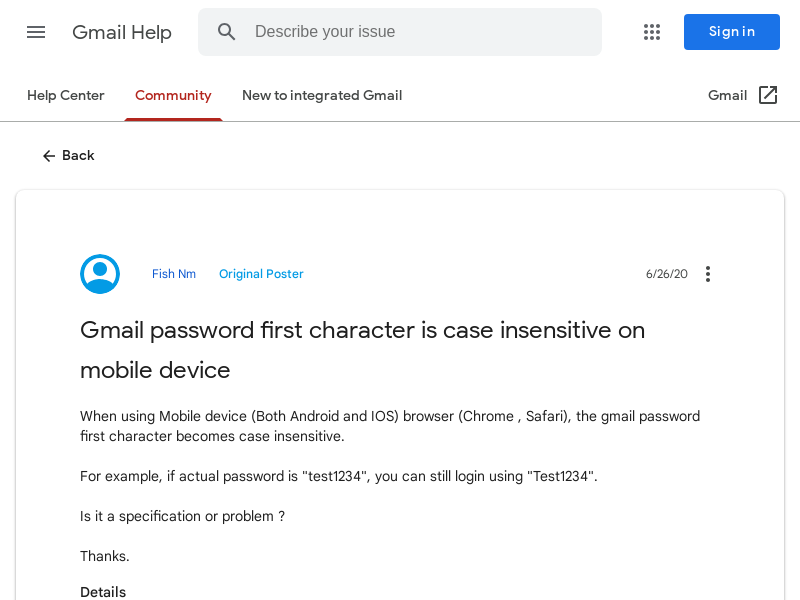 Gmail Help
Describe your issue
Sign in
Help Center
Community
New to integrated Gmail
Gmail
Back
Fish Nm
Original Poster
6/26/20
Gmail password first character is case insensitive on
mobile device
When using Mobile device (Both Android and IOS) browser (Chrome , Safari), the gmail password
first character becomes case insensitive.
For example, if actual password is "test1234", you can still login using "Test1234".
Is it a specification or problem ?
Thanks.
Details